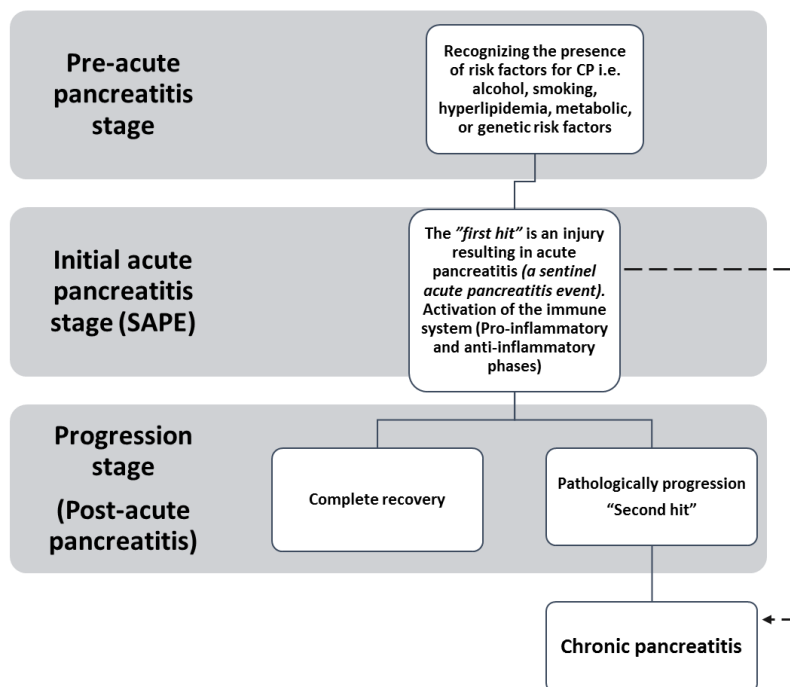 Pre-acute
pancreatitis
stage
Recognizing the presence
of risk factors for CP i.e.
alcohol, smoking,
hyperlipidemia, metabolic,
or genetic risk factors
Initial acute
pancreatitis
stage (SAPE)
The ”first hit” is an injury
resulting in acute
pancreatitis (a sentinel
acute pancreatitis event).
Activation of the immune
system (Pro-inflammatory
and anti-inflammatory
phases)
Progression
stage
(Post-acute
pancreatitis)
Complete recovery
Pathologically progression
“Second hit”
Chronic pancreatitis